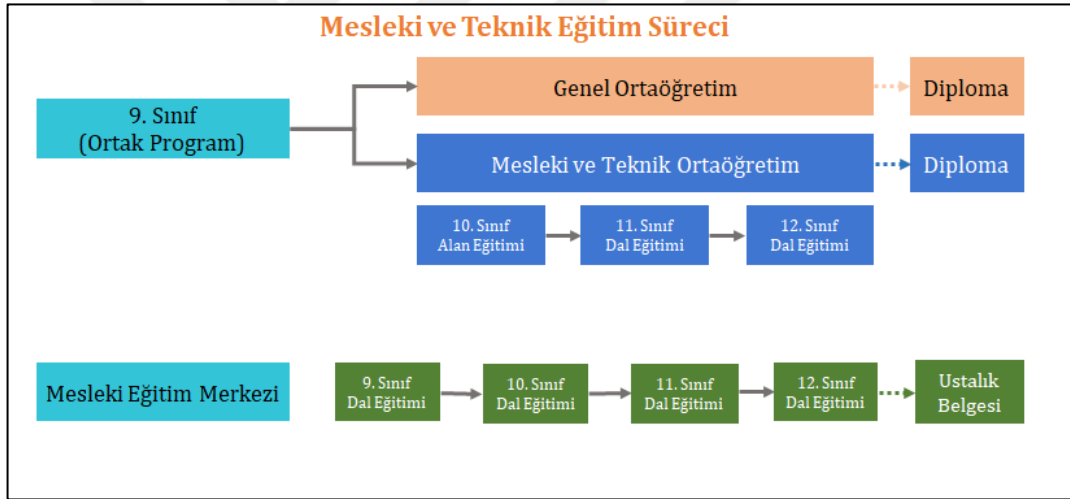 Mesleki ve Teknik Eğitim Süreci
9. Sınıf
(Ortak Program)
Genel Ortaöğretim
Diploma
Mesleki ve Teknik Ortaöğretim
Diploma
10. Sınıf
Alan Eğitimi
11. Sınıf
Dal Eğitimi
12. Sınıf
Dal Eğitimi
Mesleki Eğitim Merkezi
9. Sınıf
Dal Eğitimi
10. Sınıf
Dal Eğitimi
11. Sınıf
Dal Eğitimi
12. Sınıf
Dal Eğitimi
Ustalık
Belgesi